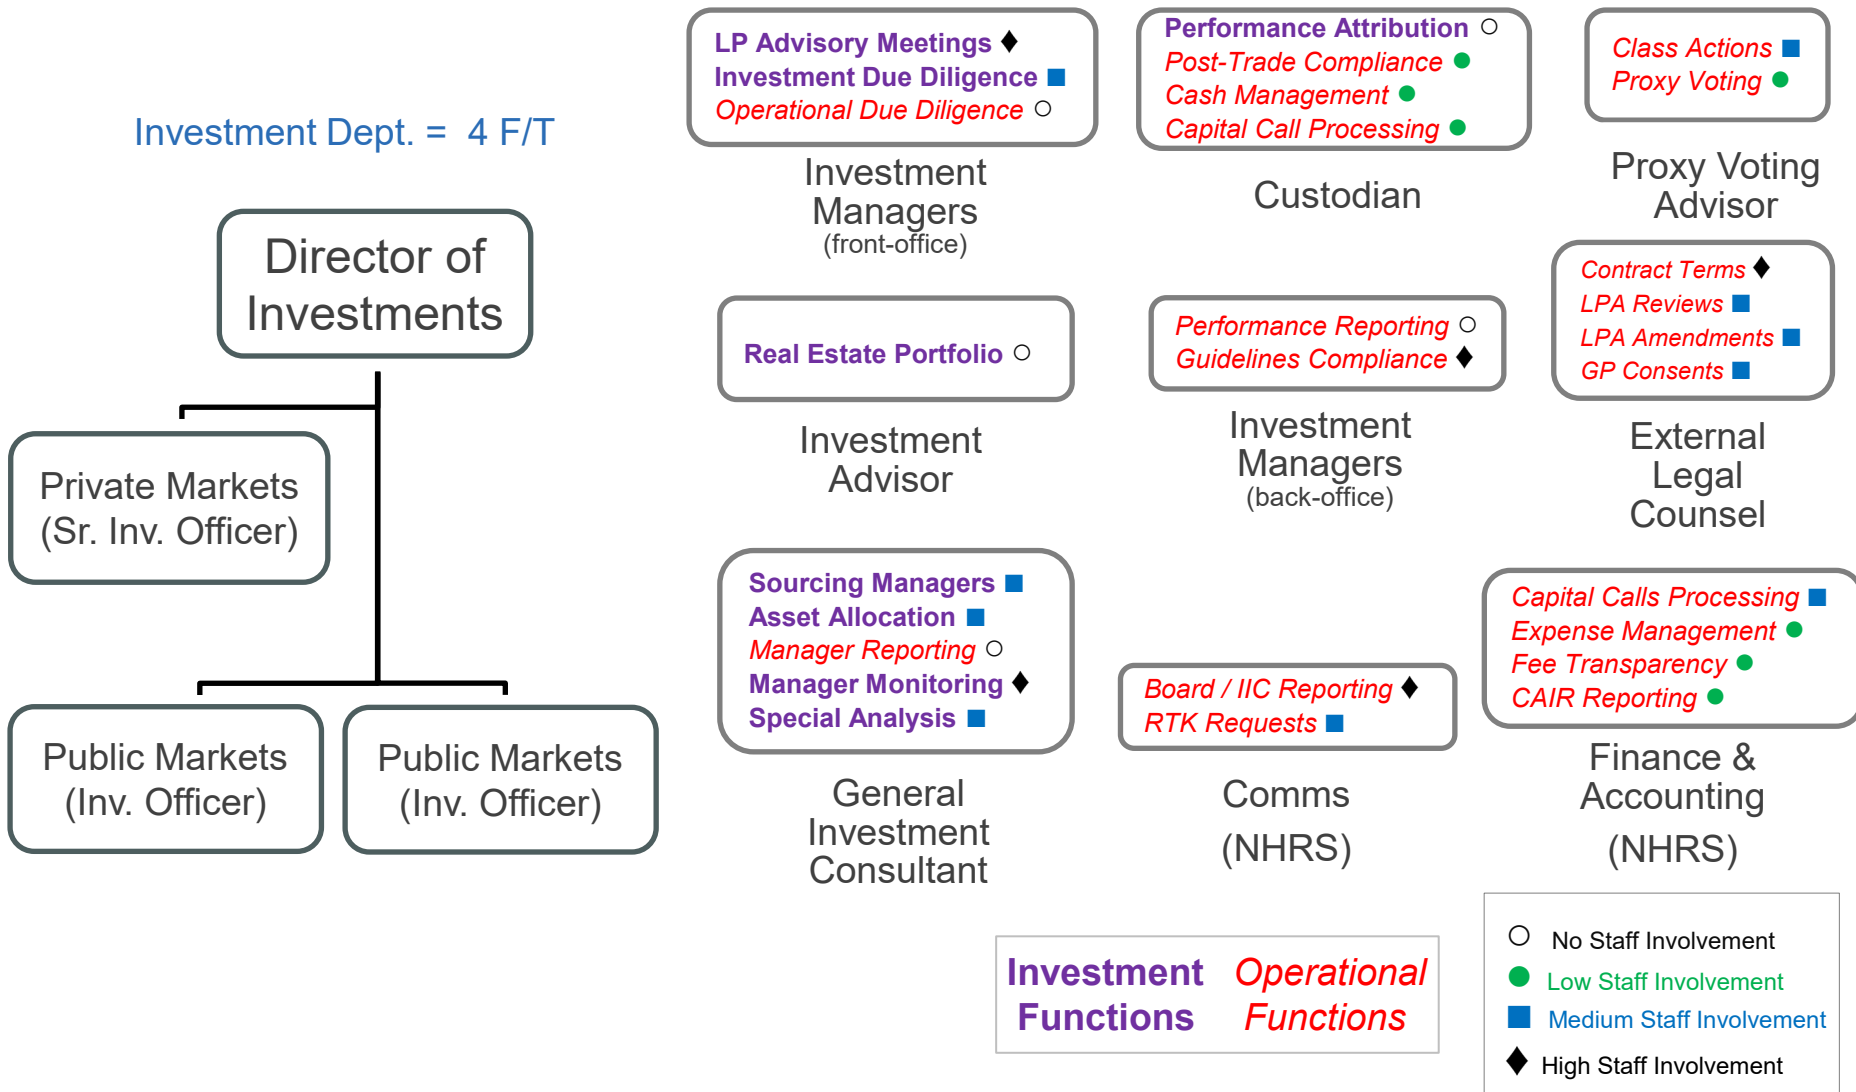 Investment Dept. = 4 F/T
Director of
Investments
Private Markets
(Sr. Inv. Officer)
Public Markets
(Inv. Officer)
Public Markets
(Inv. Officer)
LP Advisory Meetings ♦
Investment Due Diligence ■
Operational Due Diligence ○
Investment
Managers
(front-office)
Performance Attribution ○
Post-Trade Compliance ●
Cash Management ●
Capital Call Processing ●
Custodian
Class Actions ■
Proxy Voting ●
Proxy Voting
Advisor
Real Estate Portfolio ○
Investment
Advisor
Performance Reporting ○
Guidelines Compliance ♦
Investment
Managers
(back-office)
Contract Terms ♦
LPA Reviews ■
LPA Amendments ■
GP Consents ■
External
Legal
Counsel
Sourcing Managers ■
Asset Allocation ■
Manager Reporting ○
Manager Monitoring ♦
Special Analysis ■
General
Investment
Consultant
Board / IIC Reporting ♦
RTK Requests ■
Comms
(NHRS)
Capital Calls Processing ■
Expense Management ●
Fee Transparency ●
CAIR Reporting ●
Finance &
Accounting
(NHRS)
Investment
Functions
Operational
Functions
○ No Staff Involvement
● Low Staff Involvement
■ Medium Staff Involvement
♦ High Staff Involvement